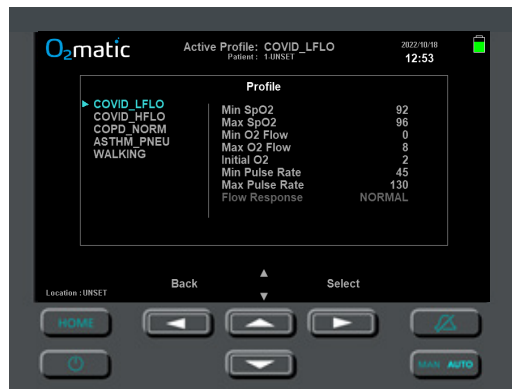 O2matic
Active Profile: COVID_LFLO
Patient : 1-UNSET
2022/10/18
12:53
Profile
COVID_LFLO
COVID_HFLO
COPD_NORM
ASTHM_PNEU
WALKING
Min SpO2 92
Max SpO2 96
Min O2 Flow 0
Max O2 Flow 8
Initial O2 2
Min Pulse Rate 45
Max Pulse Rate 130
Flow Response NORMAL
Location : UNSET
Back
Select
HOME
MAN AUTO